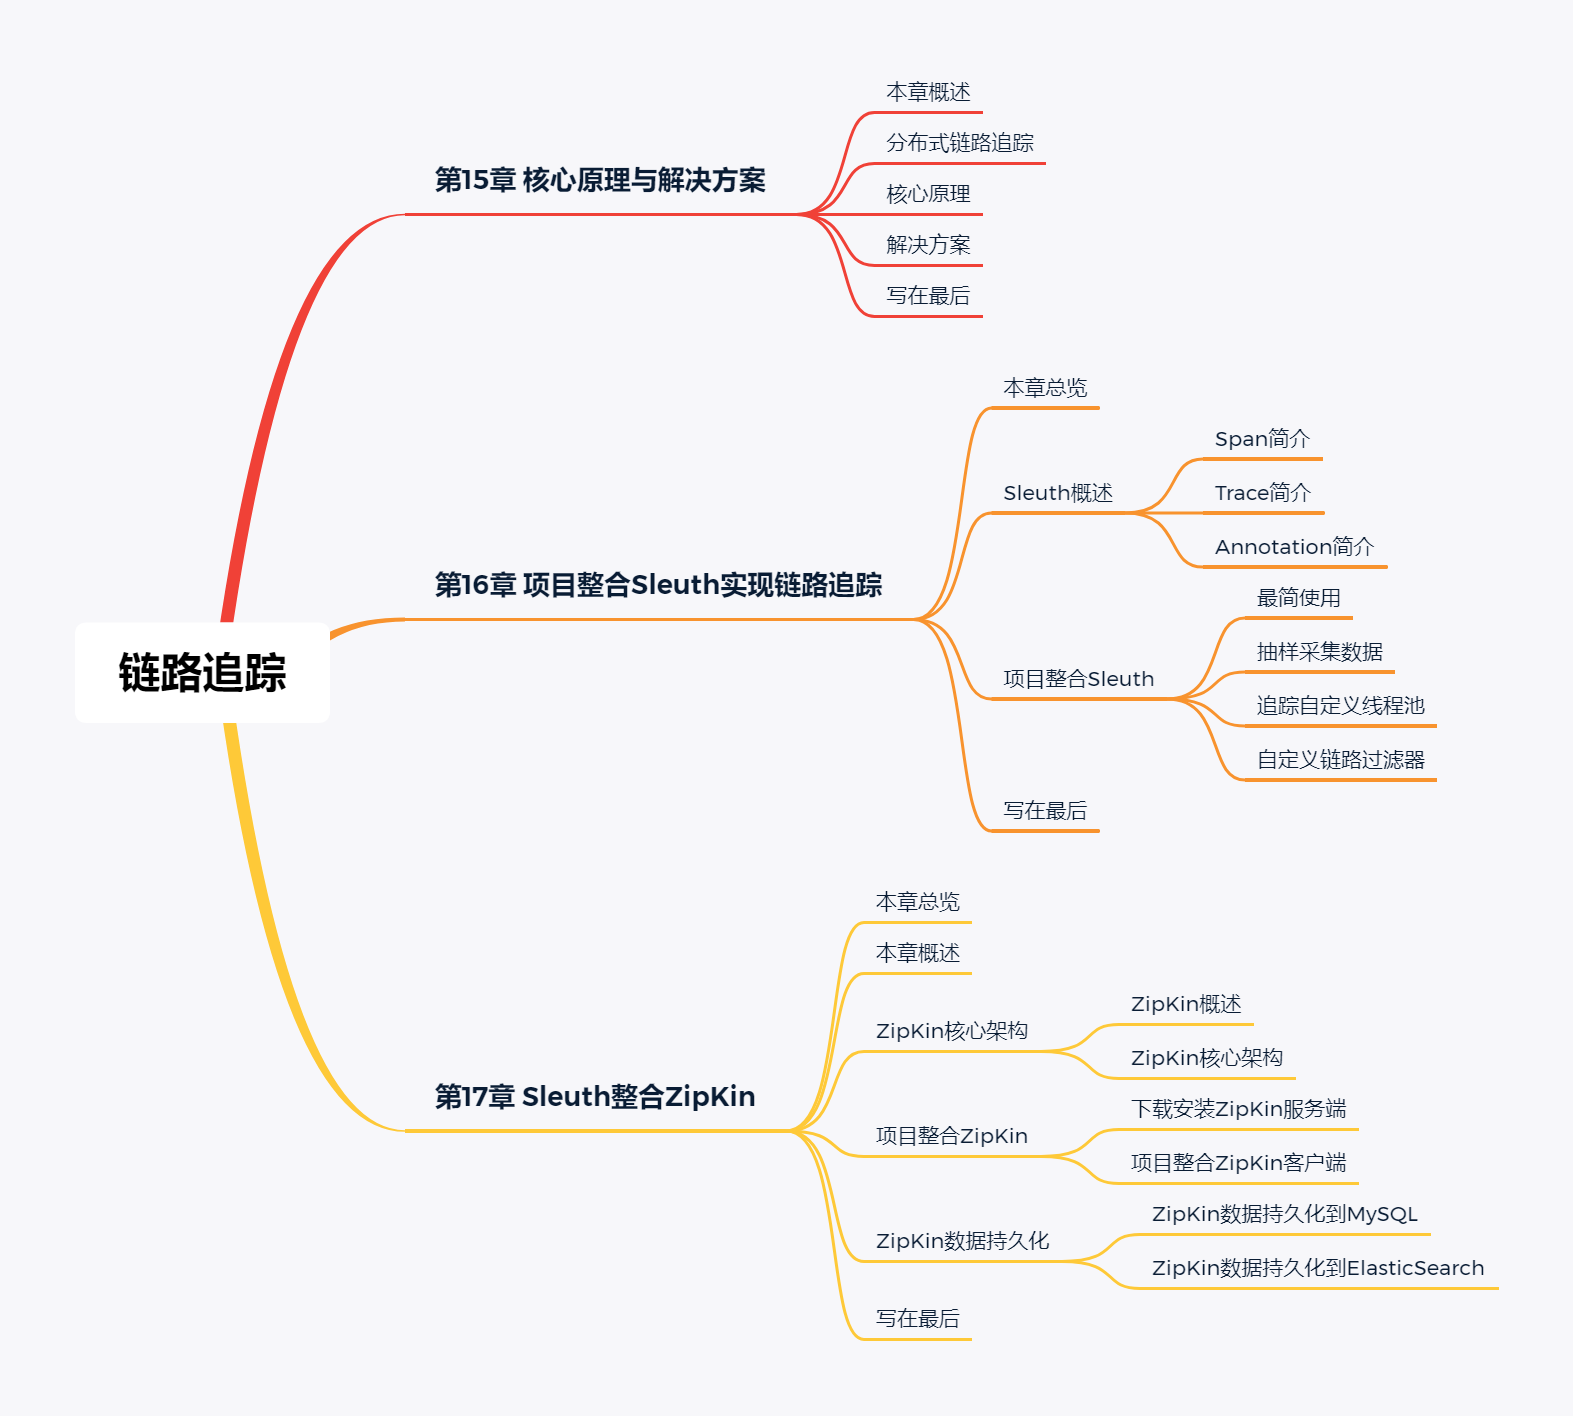 链路追踪
第15章 核心原理与解决方案
本章概述
分布式链路追踪
核心原理
解决方案
写在最后
第16章 项目整合Sleuth实现链路追踪
本章总览
Sleuth概述
Span简介
Trace简介
Annotation简介
项目整合Sleuth
最简使用
抽样采集数据
追踪自定义线程池
自定义链路过滤器
写在最后
第17章 Sleuth整合ZipKin
本章总览
本章概述
ZipKin核心架构
ZipKin概述
ZipKin核心架构
项目整合ZipKin
下载安装ZipKin服务端
项目整合ZipKin客户端
ZipKin数据持久化
ZipKin数据持久化到MySQL
ZipKin数据持久化到ElasticSearch
写在最后